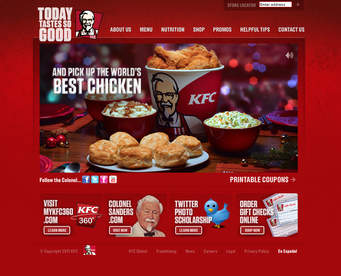 TODAY
TASTES SO
GOOD
STORE LOCATOR
Enter address
ABOUT US
MENU
NUTRITION
SHOP
PROMOS
HELPFUL TIPS
CONTACT US
AND PICK UP THE WORLD'S
BEST CHICKEN
KFC
Follow the Colonel...
PRINTABLE COUPONS
VISIT
MYKFC360
.COM
LEARN MORE
KFC
360°
COLONEL
SANDERS
.COM
VISIT NOW
TWITTER
PHOTO
SCHOLARSHIP
LEARN MORE
ORDER
GIFT CHECKS
ONLINE
SHOP NOW
KFC Global
Franchising
News
Careers
Legal
Privacy Policy
En Español